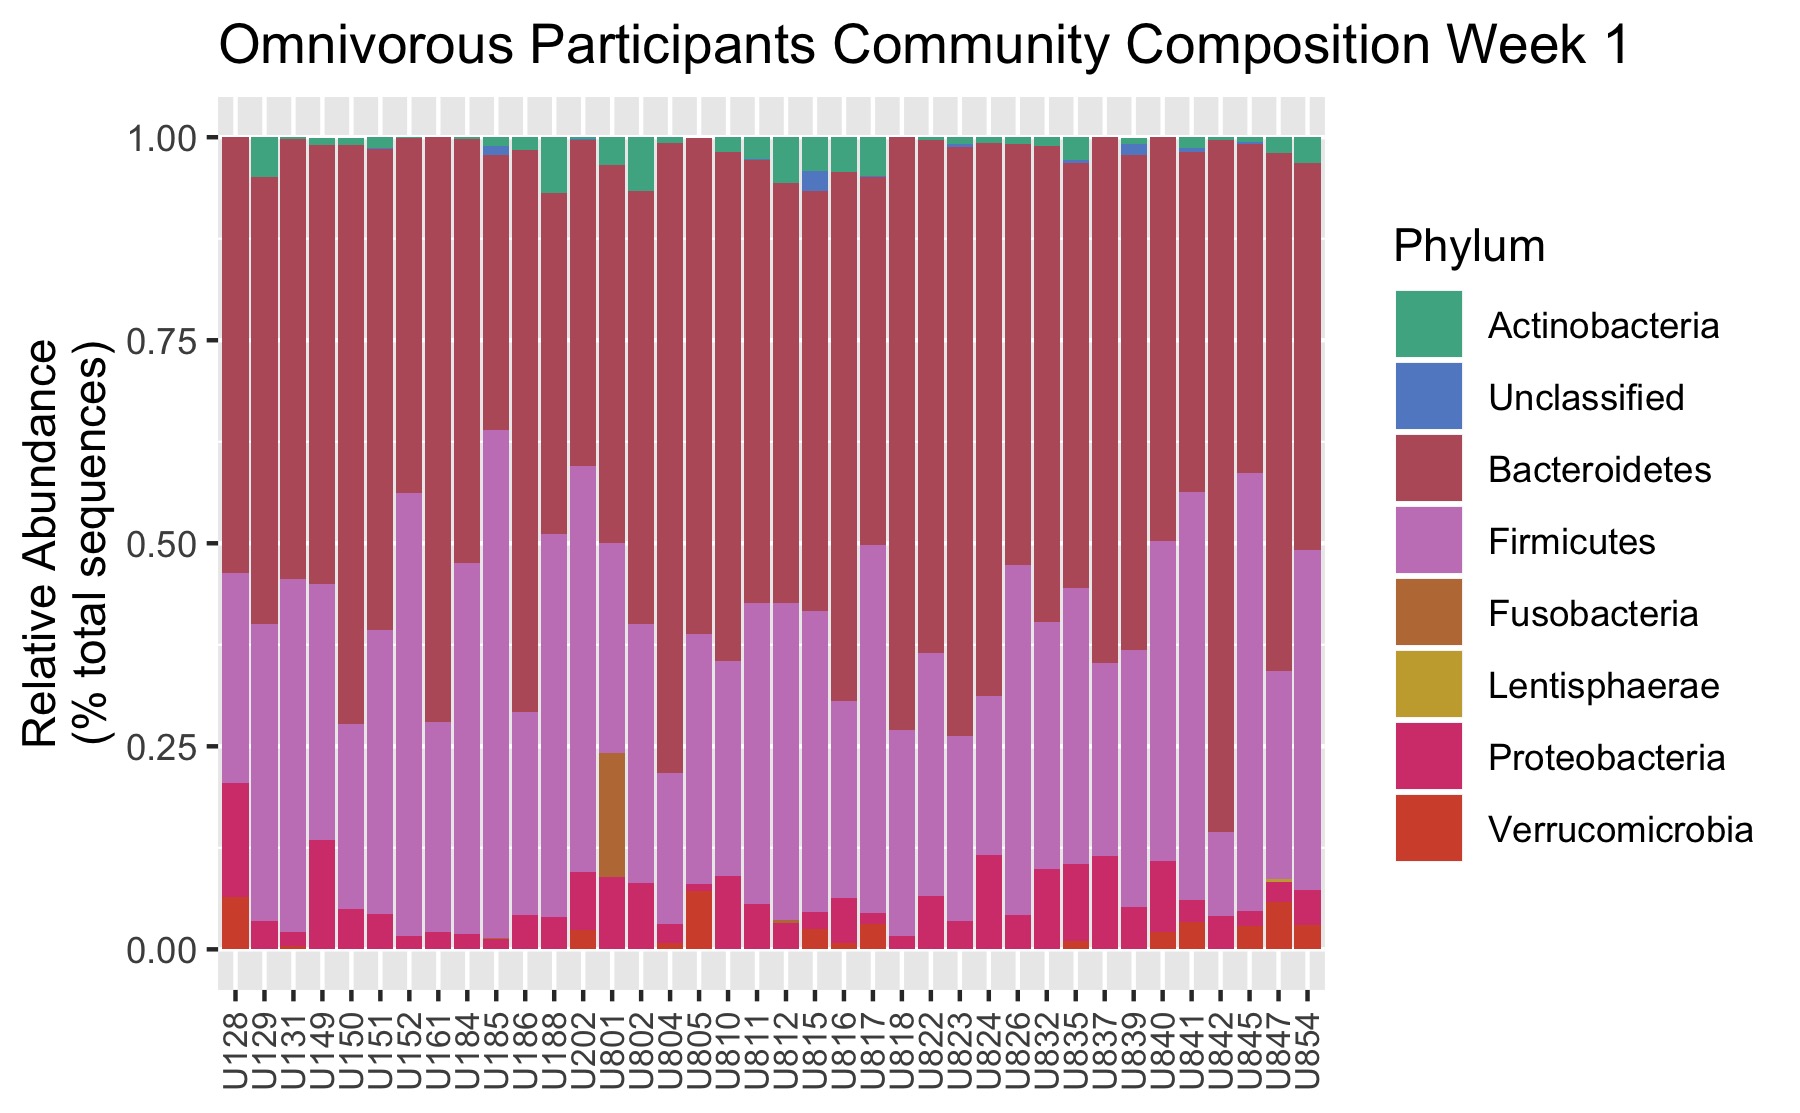 Omnivorous Participants Community Composition Week 1
Relative Abundance
(% total sequences)
1.00
0.75
0.50
0.25
0.00
U128
U129
U131
U149
U150
U151
U152
U161
U184
U185
U186
U188
U202
U801
U802
U804
U805
U810
U811
U812
U815
U816
U817
U818
U822
U823
U824
U826
U832
U835
U837
U839
U840
U841
U842
U845
U847
U854
Phylum
Actinobacteria
Unclassified
Bacteroidetes
Firmicutes
Fusobacteria
Lentisphaerae
Proteobacteria
Verrucomicrobia